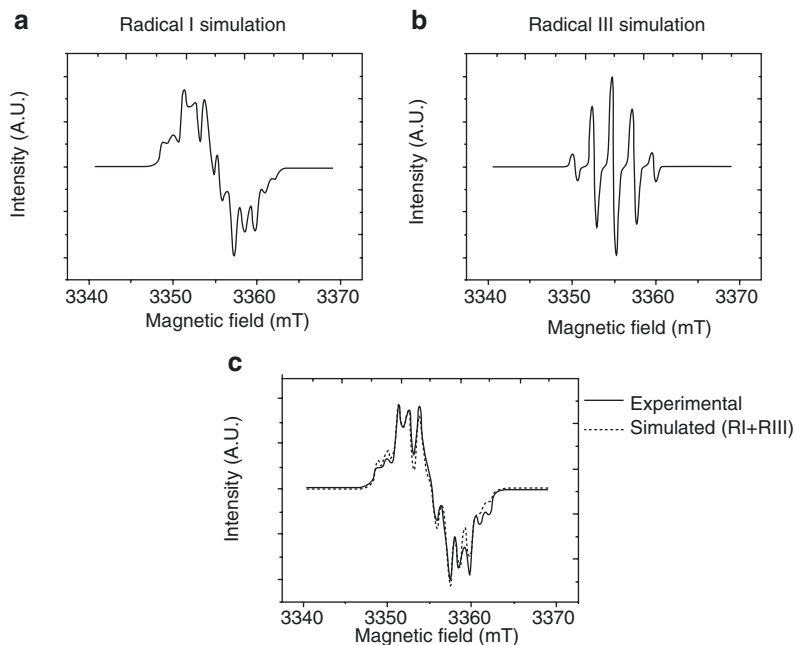 a
Radical I simulation
Intensity (A.U.)
3340 3350 3360 3370
Magnetic field (mT)
b
Radical III simulation
Intensity (A.U.)
3340 3350 3360 3370
Magnetic field (mT)
c
Intensity (A.U.)
Experimental
Simulated (RI+RIII)
3340 3350 3360 3370
Magnetic field (mT)